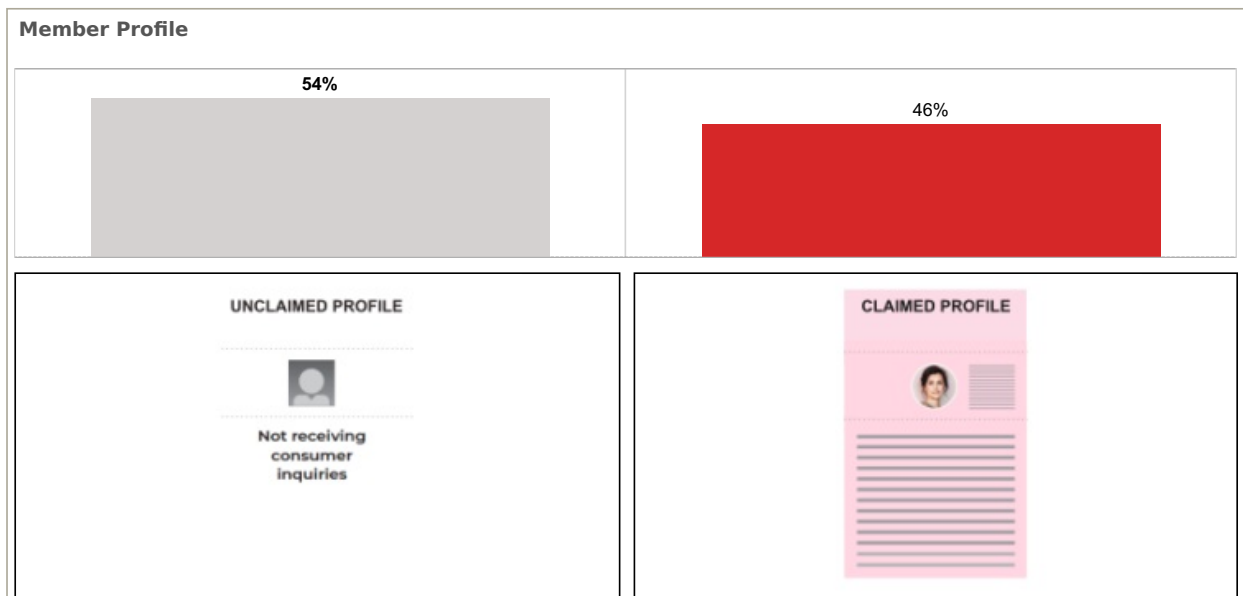 Member Profile
54%
46%
UNCLAIMED PROFILE
Not receiving
consumer
inquiries
CLAIMED PROFILE